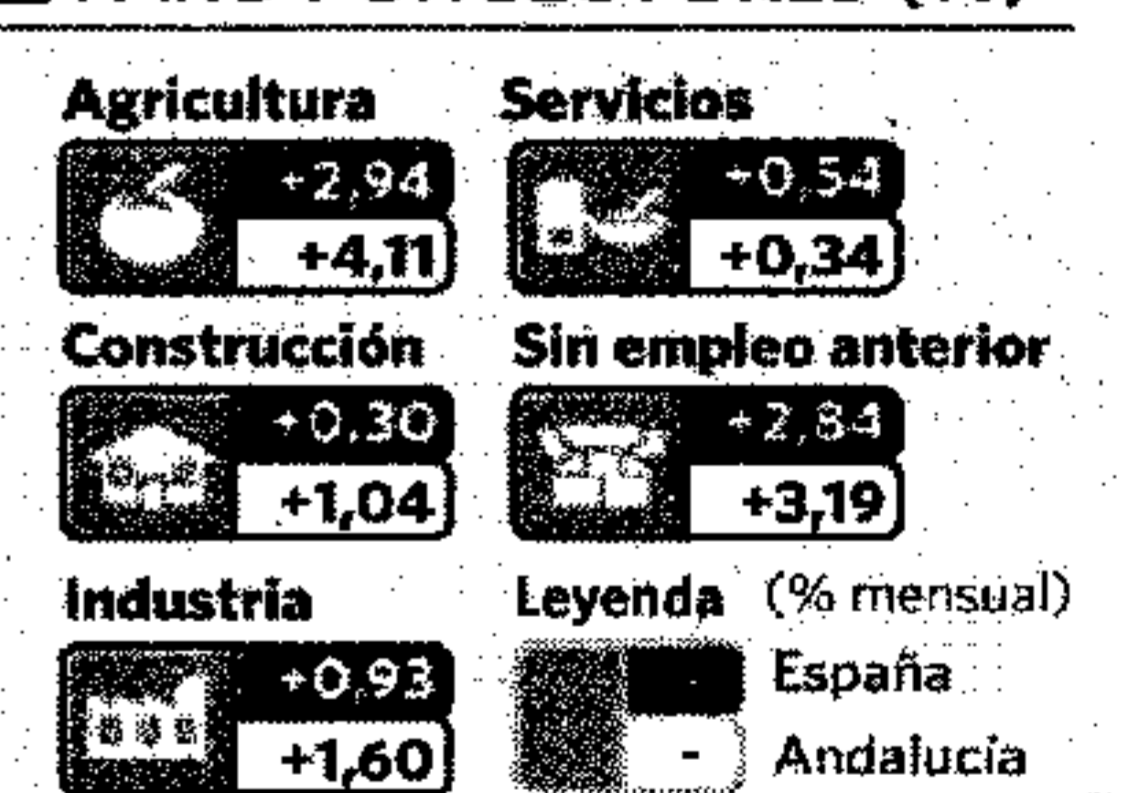 Agricultura
+2,94
+4,11
Servicios
+0,54
+0,34
Construcción
+0,30
+1,04
Sin empleo anterior
+2,84
+3,19
Industria
+0,93
+1,60
Leyenda (% mensual)
- España
- Andalucía